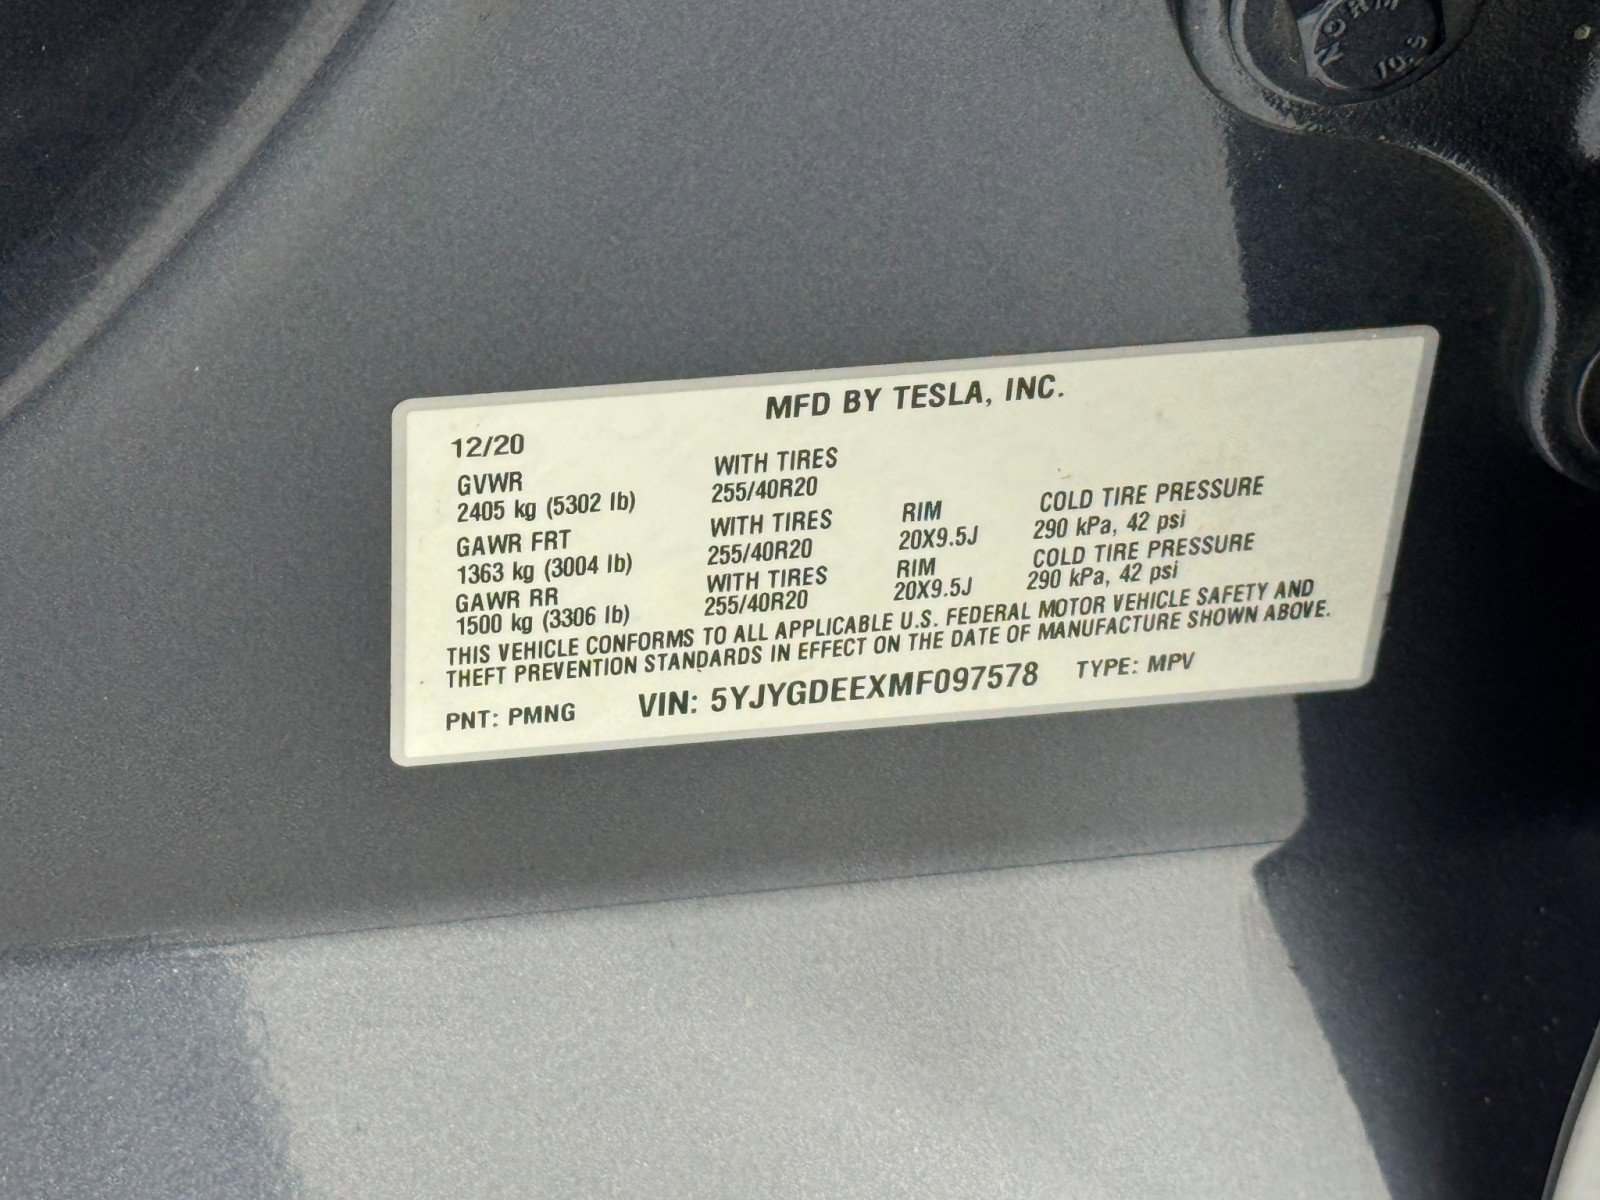 NORM
10.9
MFD BY TESLA, INC.
12/20
GVWR WITH TIRES
2405 kg (5302 lb) 255/40R20
GAWR FRT WITH TIRES RIM COLD TIRE PRESSURE
1363 kg (3004 lb) 255/40R20 20X9.5J 290 kPa, 42 psi
GAWR RR WITH TIRES RIM COLD TIRE PRESSURE
1500 kg (3306 lb) 255/40R20 20X9.5J 290 kPa, 42 psi
THIS VEHICLE CONFORMS TO ALL APPLICABLE U.S. FEDERAL MOTOR VEHICLE SAFETY AND
THEFT PREVENTION STANDARDS IN EFFECT ON THE DATE OF MANUFACTURE SHOWN ABOVE.
PNT: PMNG VIN: 5YJYGDEEXMF097578 TYPE: MPV